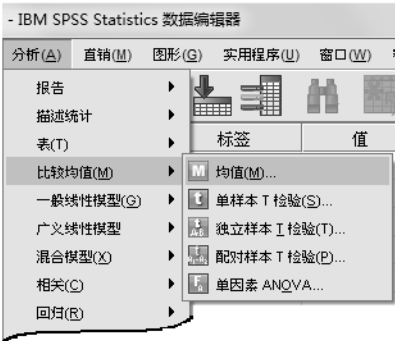 - IBM SPSS Statistics 数据编辑器
分析(A) 直销(M) 图形(G) 实用程序(U) 窗口(W)
报告
描述统计
表(T)
标签 值
比较均值(M)
一般线性模型(G)
广义线性模型
混合模型(X)
相关(C)
回归(R)
M 均值(M)...
t 单样本 T 检验(S)...
独立样本 T 检验(T)...
配对样本 T 检验(P)...
单因素 ANOVA...